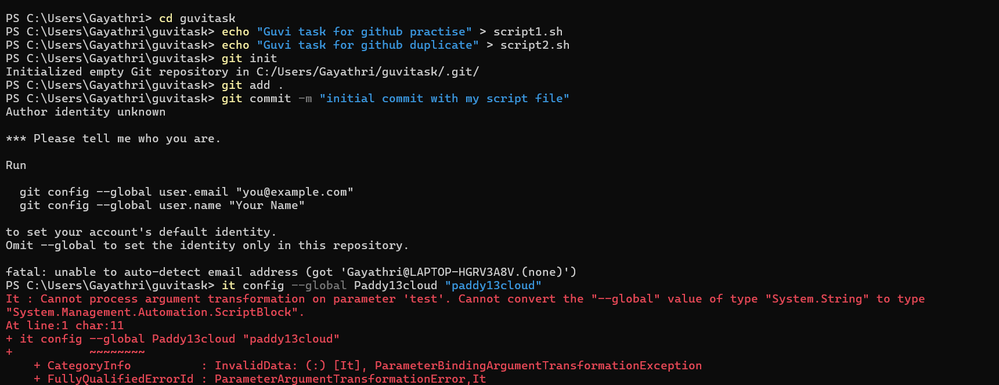 PS C:\Users\Gayathri> cd guvitask
PS C:\Users\Gayathri\guvitask> echo "Guvi task for github practise" > script1.sh
PS C:\Users\Gayathri\guvitask> echo "Guvi task for github duplicate" > script2.sh
PS C:\Users\Gayathri\guvitask> git init
Initialized empty Git repository in C:/Users/Gayathri/guvitask/.git/
PS C:\Users\Gayathri\guvitask> git add .
PS C:\Users\Gayathri\guvitask> git commit -m "initial commit with my script file"
Author identity unknown

*** Please tell me who you are.

Run

  git config --global user.email "you@example.com"
  git config --global user.name "Your Name"

to set your account's default identity.
Omit --global to set the identity only in this repository.

fatal: unable to auto-detect email address (got 'Gayathri@LAPTOP-HGRV3A8V.(none)')
PS C:\Users\Gayathri\guvitask> it config --global Paddy13cloud "paddy13cloud"
It : Cannot process argument transformation on parameter 'test'. Cannot convert the "--global" value of type "System.String" to type
"System.Management.Automation.ScriptBlock".
At line:1 char:11
+ it config --global Paddy13cloud "paddy13cloud"
+           ~~~~~~~~
    + CategoryInfo          : InvalidData: (:) [It], ParameterBindingArgumentTransformationException
    + FullyQualifiedErrorId : ParameterArgumentTransformationError,It